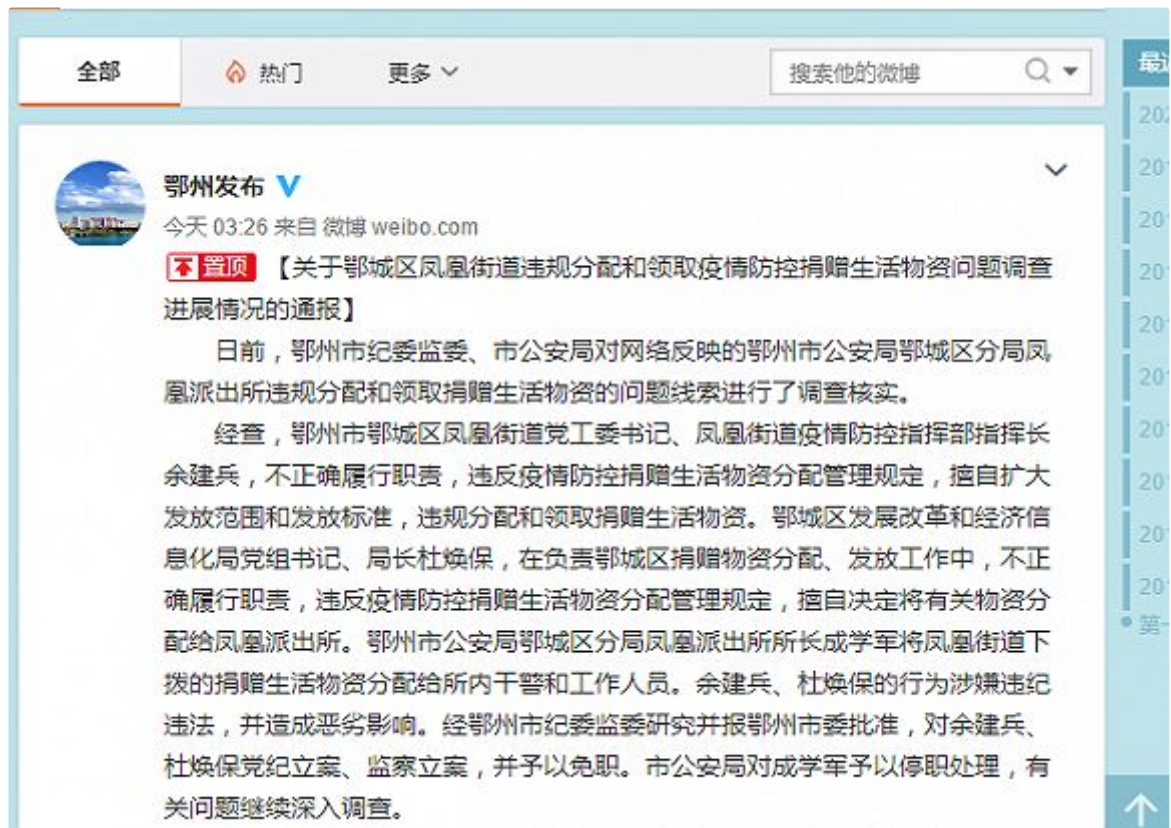 全部
热门
更多
搜索他的微博
最
202
20
20
20
20
20
20
20
20
20
第一
鄂州发布
今天 03:26 来自 微博 weibo.com
置顶 【关于鄂城区凤凰街道违规分配和领取疫情防控捐赠生活物资问题调查
进展情况的通报】
日前，鄂州市纪委监委、市公安局对网络反映的鄂州市公安局鄂城区分局凤
凰派出所违规分配和领取捐赠生活物资的问题线索进行了调查核实。
经查，鄂州市鄂城区凤凰街道党工委书记、凤凰街道疫情防控指挥部指挥长
余建兵，不正确履行职责，违反疫情防控捐赠生活物资分配管理规定，擅自扩大
发放范围和发放标准，违规分配和领取捐赠生活物资。鄂城区发展改革和经济信
息化局党组书记、局长杜焕保，在负责鄂城区捐赠物资分配、发放工作中，不正
确履行职责，违反疫情防控捐赠生活物资分配管理规定，擅自决定将有关物资分
配给凤凰派出所。鄂州市公安局鄂城区分局凤凰派出所所长成学军将凤凰街道下
拨的捐赠生活物资分配给所内干警和工作人员。余建兵、杜焕保的行为涉嫌违纪
违法，并造成恶劣影响。经鄂州市纪委监委研究并报鄂州市委批准，对余建兵、
杜焕保党纪立案、监察立案，并予以免职。市公安局对成学军予以停职处理，有
关问题继续深入调查。